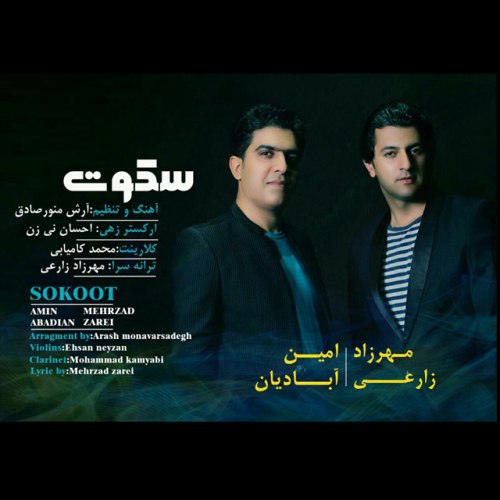 سکوت
آهنگ و تنظیم:آرش منورصادق
ارکستر زهی: احسان نی زن
کلارینت:محمد کامیابی
ترانه سرا: مهرزاد زارعی
SOKOOT
AMIN MEHRZAD
ABADIAN ZAREI
Arragment by:Arash monavarsadegh
Violins:Ehsan neyzan
Clarinet:Mohammad kamyabi
Lyric by:Mehrzad zarei
مهرزاد | امین
زارعی | آبادیان